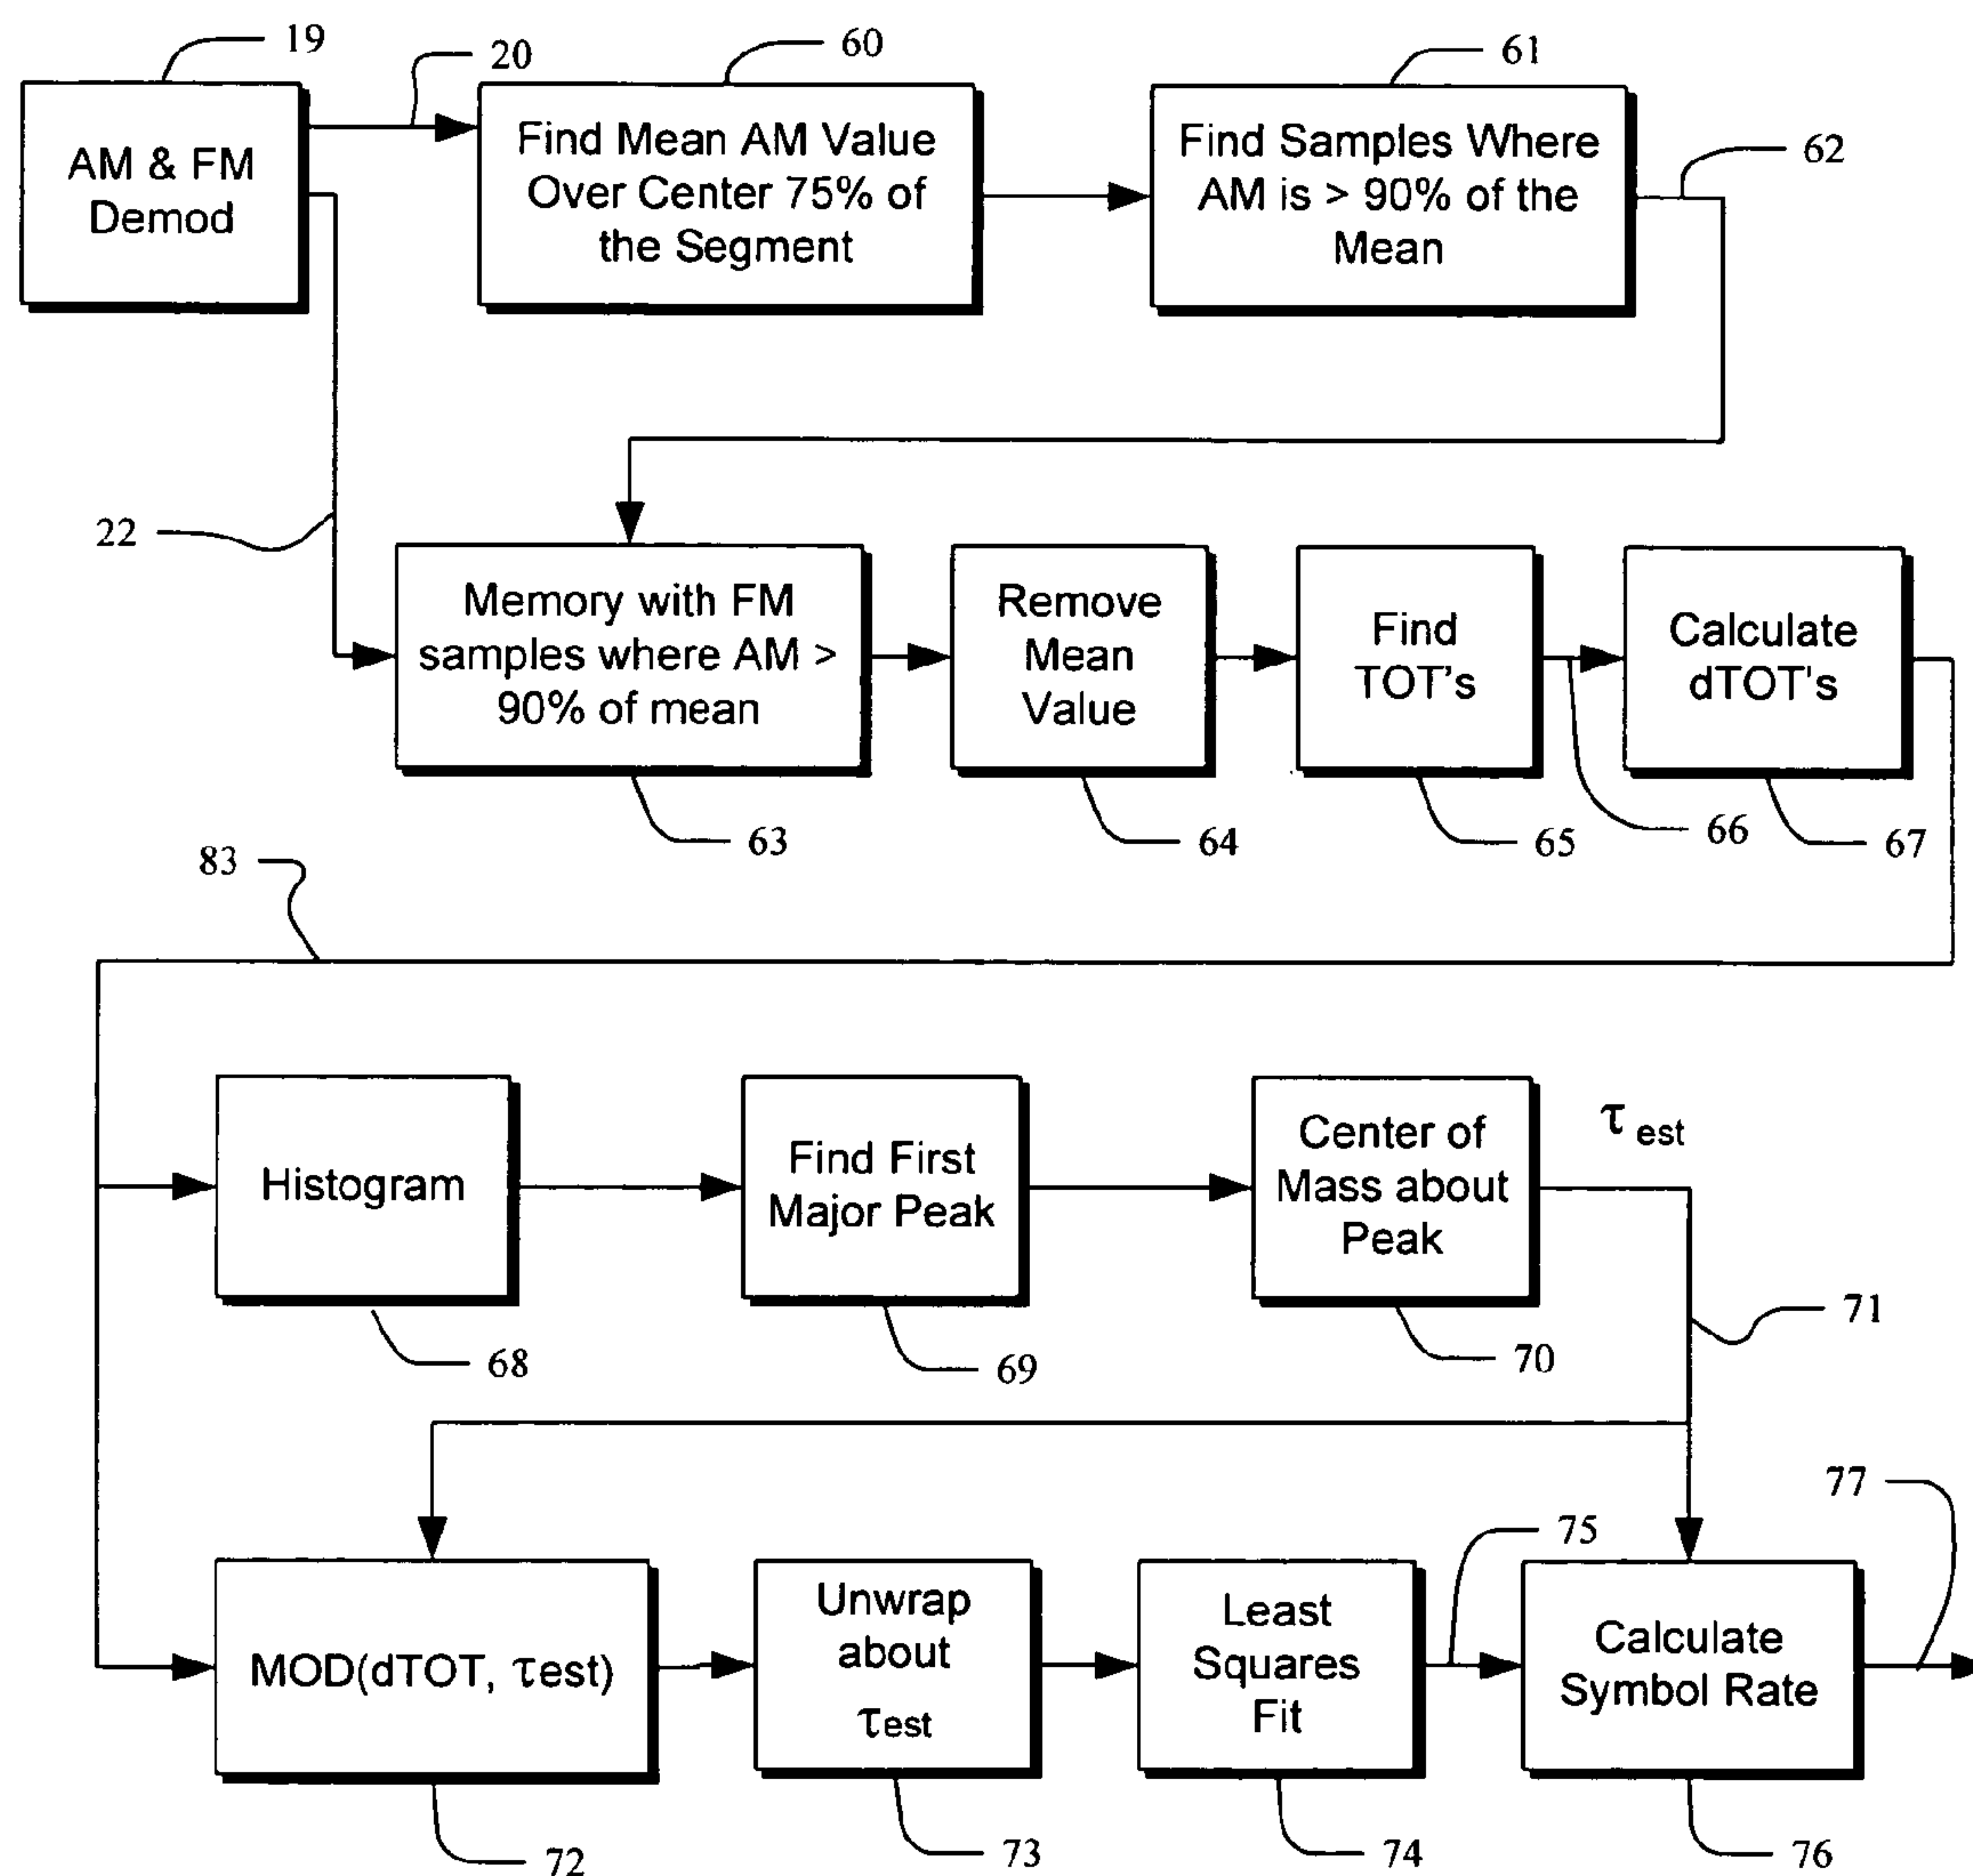 19
20
60
61
AM & FM
Demod
Find Mean AM Value
Over Center 75% of
the Segment
Find Samples Where
AM is > 90% of the
Mean
62
22
Memory with FM
samples where AM >
90% of mean
Remove
Mean
Value
Find
TOT's
Calculate
dTOT's
63
64
65
66
67
83
Histogram
Find First
Major Peak
Center of
Mass about
Peak
τ est
71
68
69
70
77
75
MOD(dTOT, τest)
Unwrap
about
τest
Least
Squares
Fit
Calculate
Symbol Rate
72
73
74
76